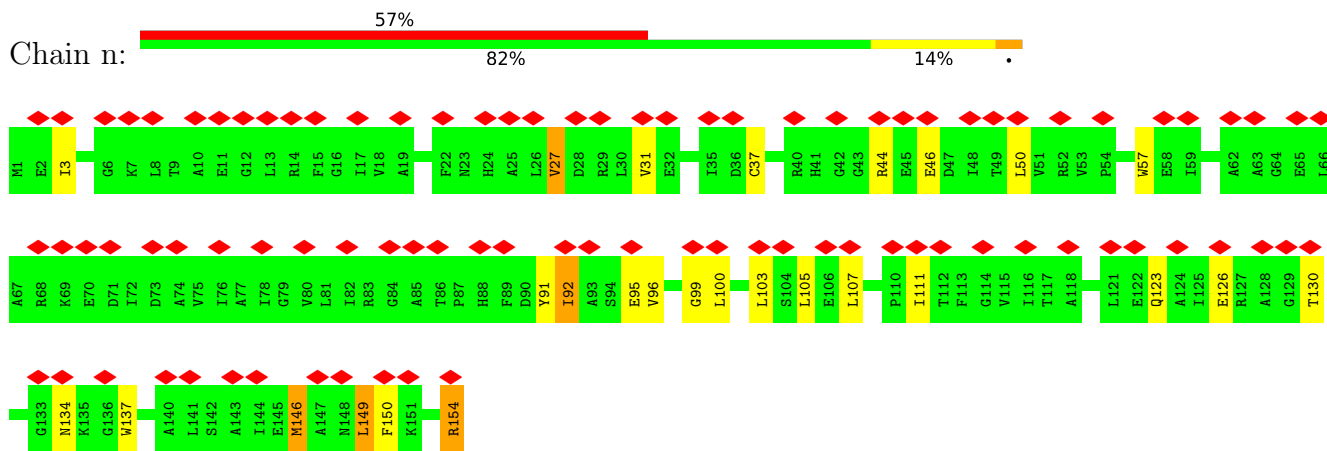 57%
Chain n:
82% 14% •
M1 E2 I3 G6 K7 L8 T9 A10 E11 G12 L13 R14 F15 G16 I17 V18 A19 F22 N23 H24 A25 L26 V27 D28 R29 L30 V31 E32 I35 D36 C37 R40 H41 G42 G43 R44 E45 E46 D47 I48 T49 L50 V51 R52 V53 P54 W57 E58 I59 A62 A63 G64 E65 L66
A67 R68 K69 E70 D71 I72 D73 A74 V75 I76 A77 I78 G79 V80 L81 I82 R83 G84 A85 T86 P87 H88 F89 D90 Y91 I92 A93 S94 E95 V96 G99 L100 L103 S104 L105 E106 L107 P110 I111 T112 F113 G114 V115 I116 T117 A118 L121 E122 Q123 A124 I125 E126 R127 A128 G129 T130
G133 N134 K135 G136 W137 A140 L141 S142 A143 I144 E145 M146 A147 N148 L149 F150 K151 R154